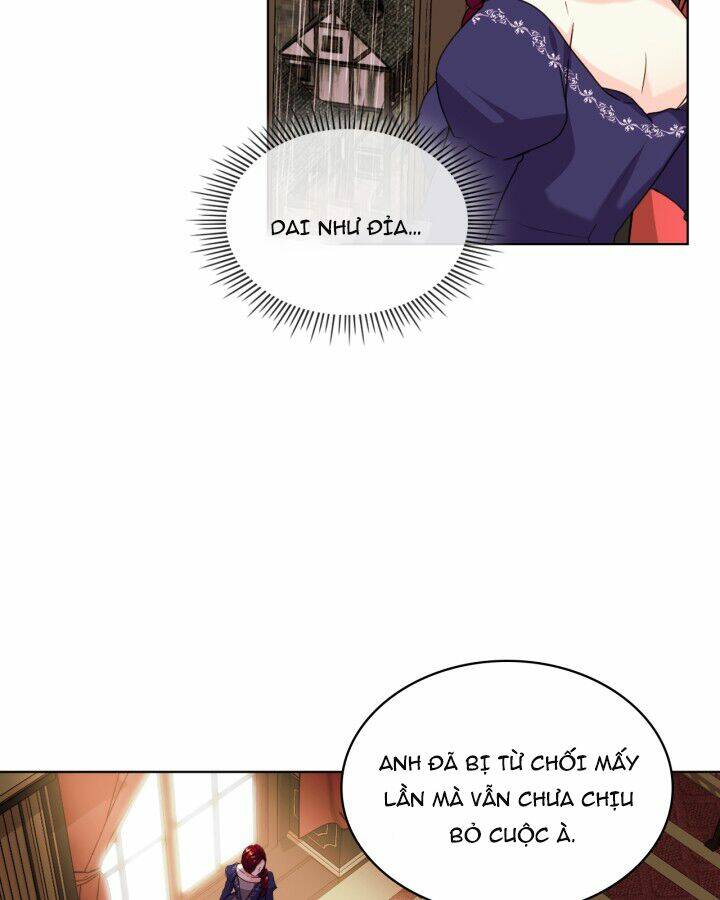 DAI NHƯ ĐỈA...
ANH ĐÃ BỊ TỪ CHỐI MẤY
LẦN MÀ VẪN CHƯA CHỊU
BỎ CUỘC À.